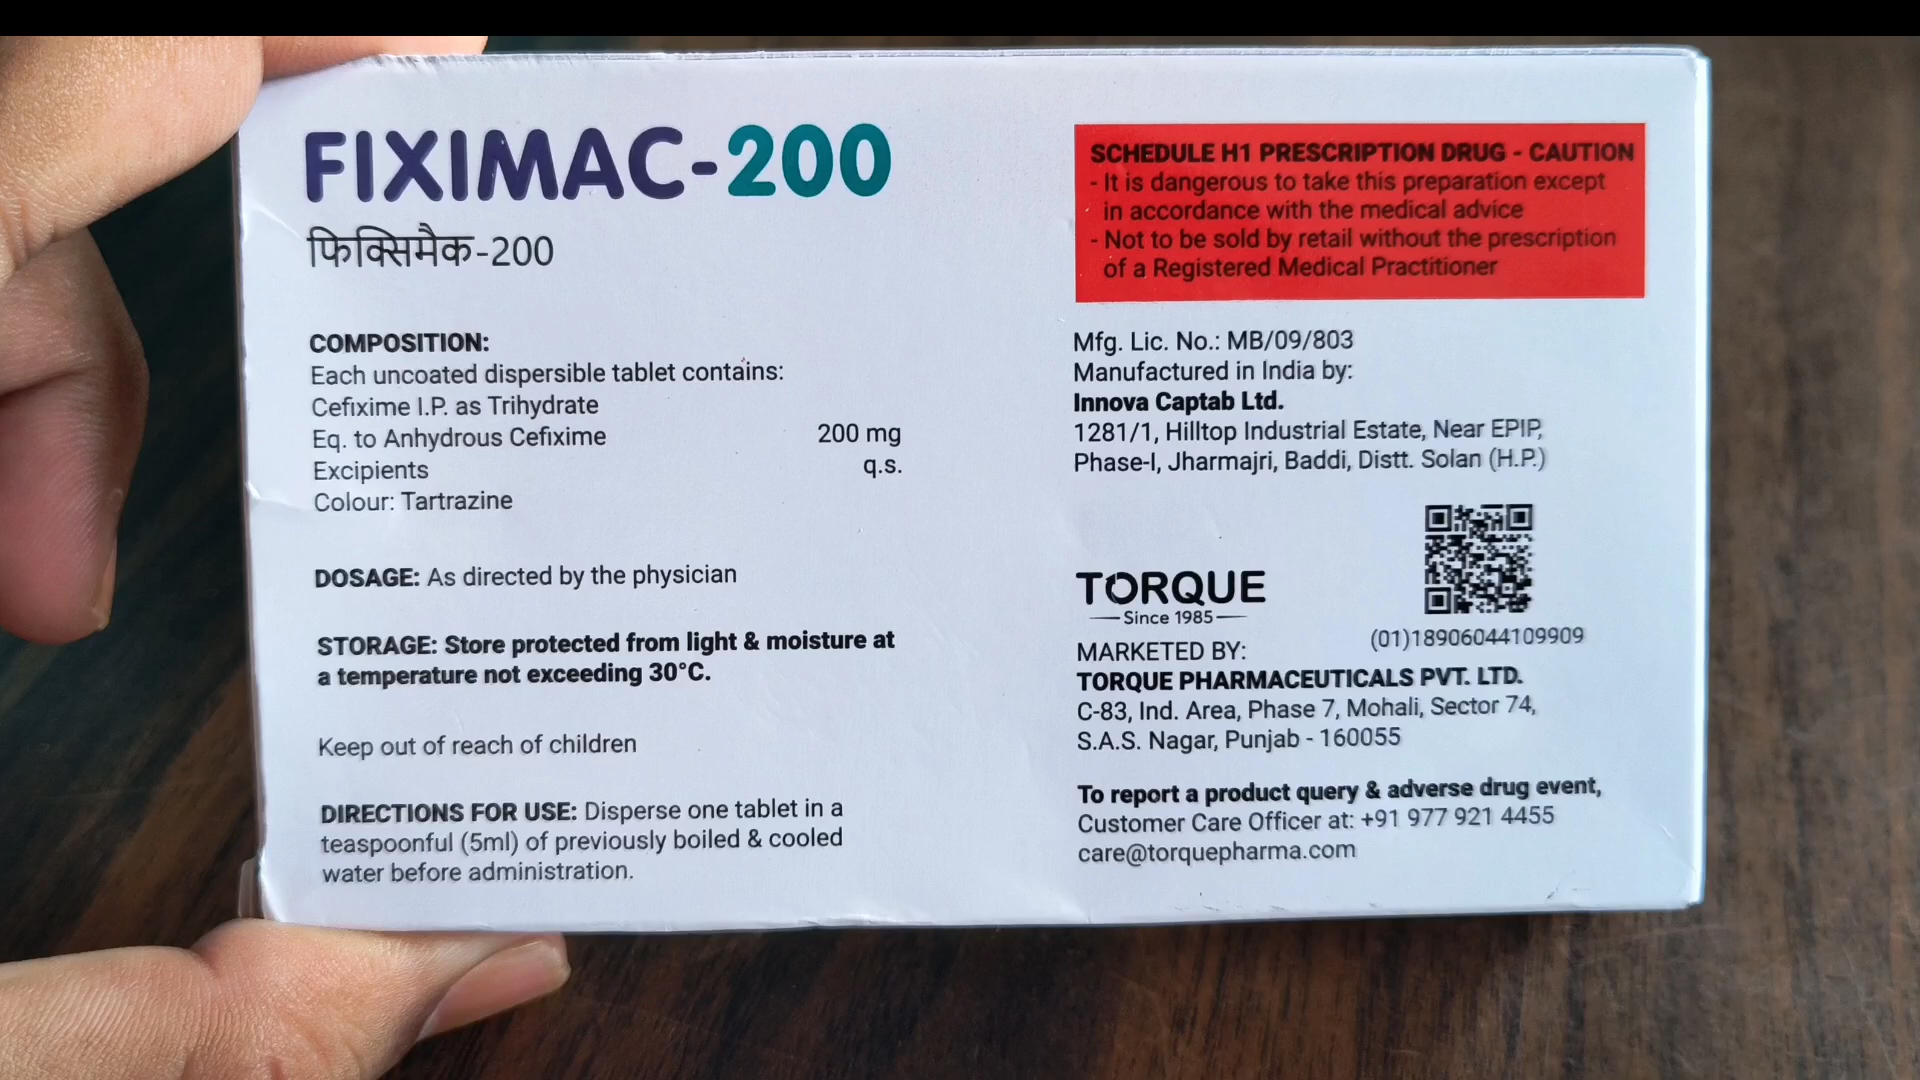 FIXIMAC-200
फिक्सिमैक-200
COMPOSITION:
Each uncoated dispersible tablet contains:
Cefixime I.P. as Trihydrate
Eq. to Anhydrous Cefixime 200 mg
Excipients q.s.
Colour: Tartrazine
DOSAGE: As directed by the physician
STORAGE: Store protected from light & moisture at
a temperature not exceeding 30°C.
Keep out of reach of children
DIRECTIONS FOR USE: Disperse one tablet in a
teaspoonful (5ml) of previously boiled & cooled
water before administration.
SCHEDULE H1 PRESCRIPTION DRUG - CAUTION
- It is dangerous to take this preparation except
in accordance with the medical advice
- Not to be sold by retail without the prescription
of a Registered Medical Practitioner
Mfg. Lic. No.: MB/09/803
Manufactured in India by:
Innova Captab Ltd.
1281/1, Hilltop Industrial Estate, Near EPIP,
Phase-I, Jharmajri, Baddi, Distt. Solan (H.P.)
TORQUE
Since 1985
(01)18906044109909
MARKETED BY:
TORQUE PHARMACEUTICALS PVT. LTD.
C-83, Ind. Area, Phase 7, Mohali, Sector 74,
S.A.S. Nagar, Punjab - 160055
To report a product query & adverse drug event,
Customer Care Officer at: +91 977 921 4455
care@torquepharma.com